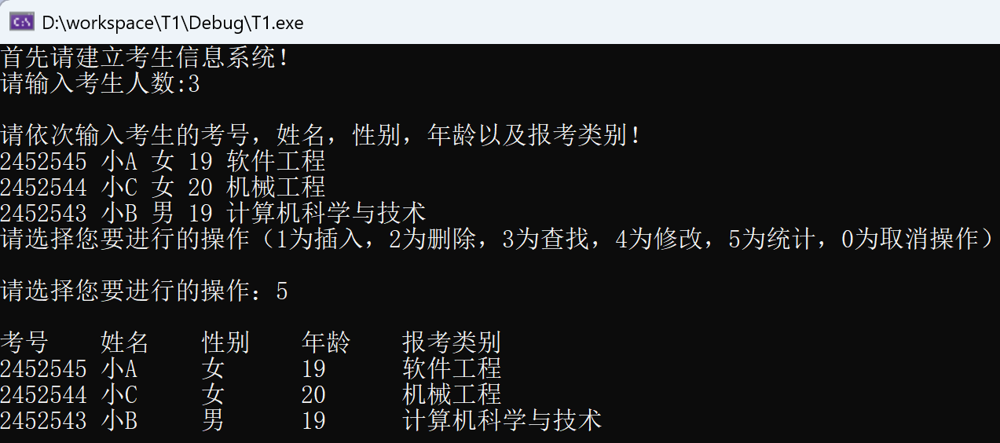 D:\workspace\T1\Debug\T1.exe
首先请建立考生信息系统！
请输入考生人数:3
请依次输入考生的考号，姓名，性别，年龄以及报考类别！
2452545 小A 女 19 软件工程
2452544 小C 女 20 机械工程
2452543 小B 男 19 计算机科学与技术
请选择您要进行的操作（1为插入，2为删除，3为查找，4为修改，5为统计，0为取消操作）
请选择您要进行的操作：5
考号 姓名 性别 年龄 报考类别
2452545 小A 女 19 软件工程
2452544 小C 女 20 机械工程
2452543 小B 男 19 计算机科学与技术